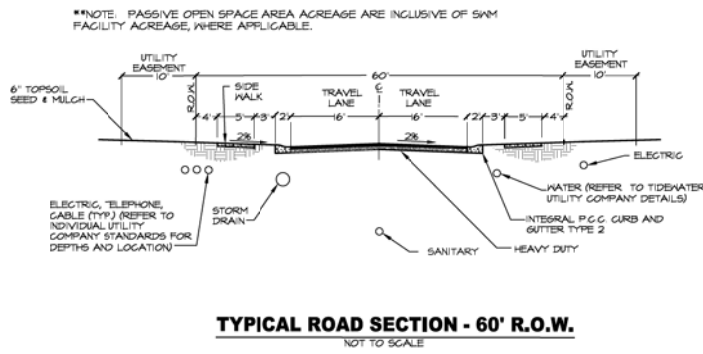 **NOTE: PASSIVE OPEN SPACE AREA ACREAGE ARE INCLUSIVE OF SWM
FACILITY ACREAGE, WHERE APPLICABLE.
UTILITY
EASEMENT
10'
60'
UTILITY
EASEMENT
10'
6" TOPSOIL
SEED & MULCH
R.O.W.
SIDE
WALK
TRAVEL
LANE
C
L
TRAVEL
LANE
R.O.W.
4' 5' 3' 2' 16' 16' 2' 3' 5' 4'
2%
2%
ELECTRIC
ELECTRIC, TELEPHONE,
CABLE (TYP.) (REFER TO
INDIVIDUAL UTILITY
COMPANY STANDARDS FOR
DEPTHS AND LOCATION)
STORM
DRAIN
SANITARY
WATER (REFER TO TIDEWATER
UTILITY COMPANY DETAILS)
INTEGRAL P.C.C. CURB AND
GUTTER TYPE 2
HEAVY DUTY
TYPICAL ROAD SECTION - 60' R.O.W.
NOT TO SCALE